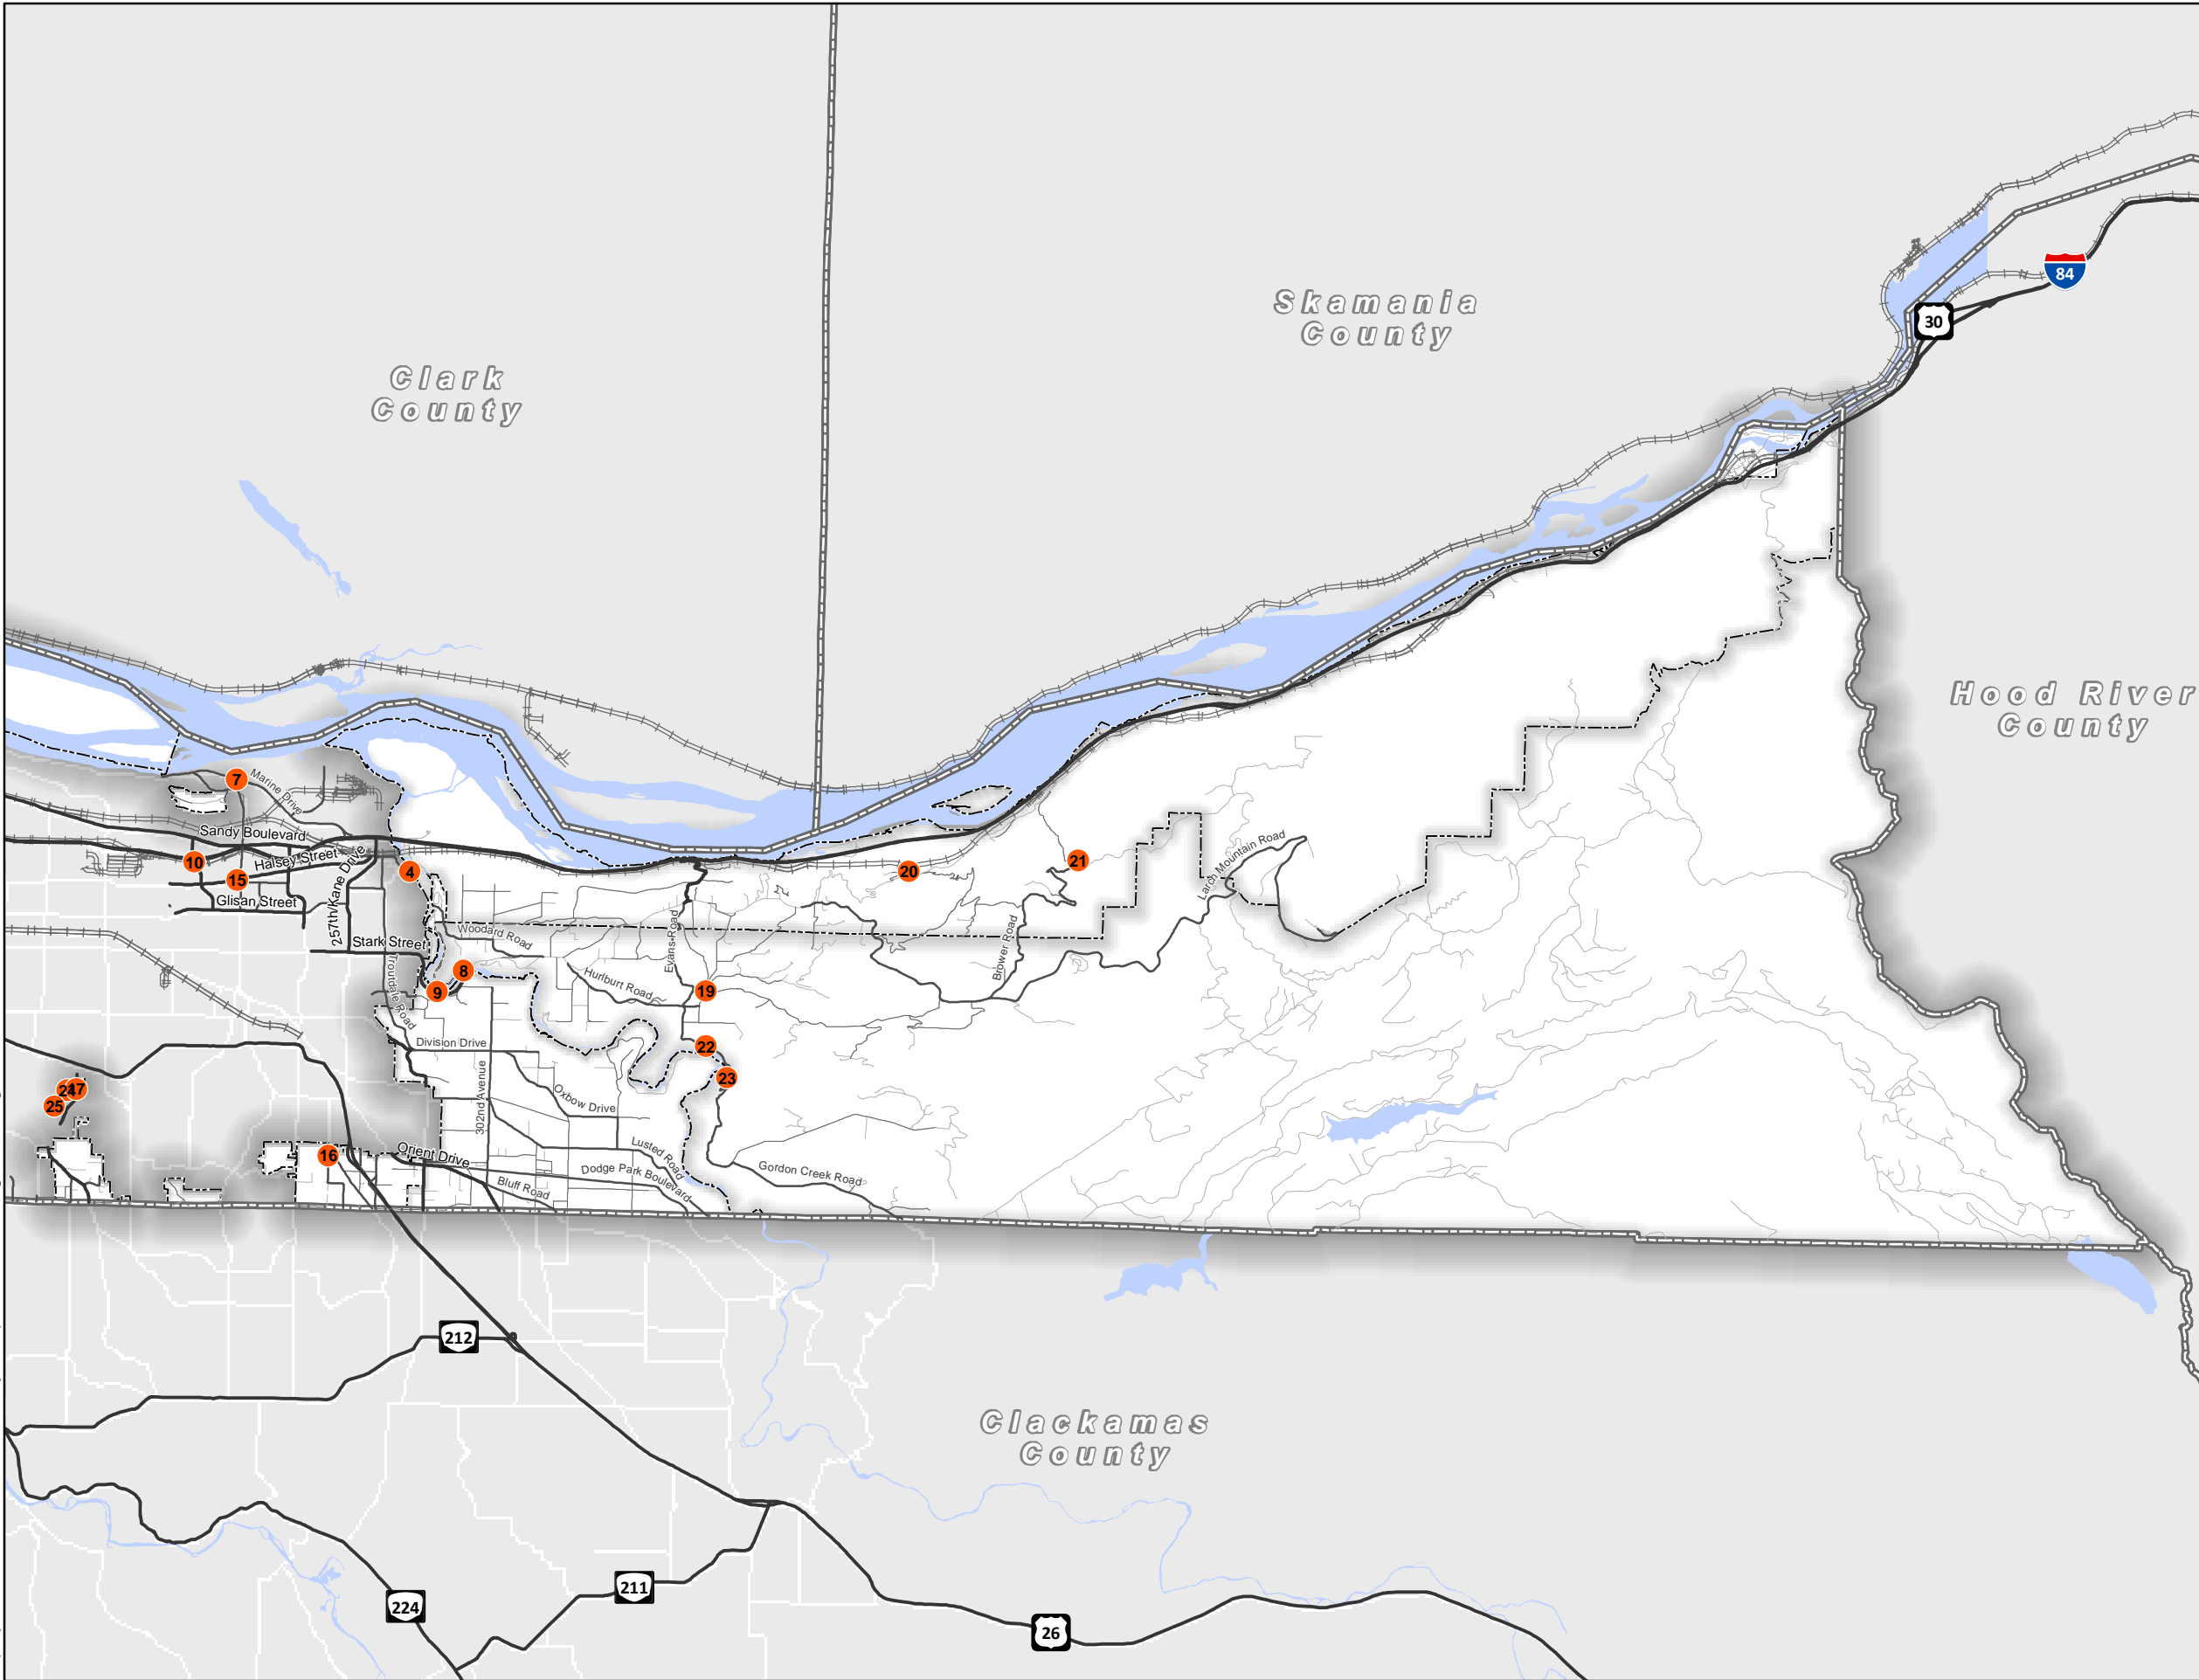 84
30
Skamania
County
Clark
County
Hood River
County
7
Marine Drive
Sandy Boulevard
10
Halsey Street
15
Glisan Street
257th/Kane Drive
4
20
21
Larch Mountain Road
Stark Street
Woodard Road
Evans Road
Brower Road
Troutdale Road
8
9
Hurlburt Road
19
Division Drive
22
23
302nd Avenue
Oxbow Drive
17
25
16
Orient Drive
Lusted Road
Dodge Park Boulevard
Bluff Road
Gordon Creek Road
212
Clackamas
County
211
224
26